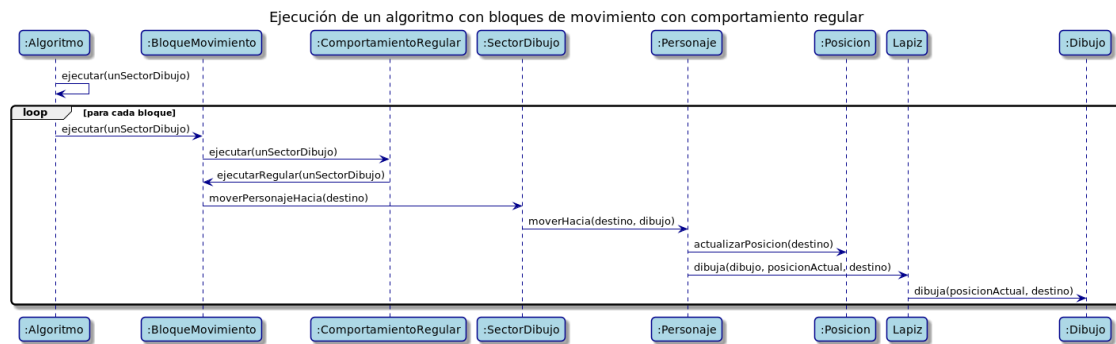 Ejecución de un algoritmo con bloques de movimiento con comportamiento regular
:Algoritmo :BloqueMovimiento :ComportamientoRegular :SectorDibujo :Personaje :Posicion Lapiz :Dibujo
ejecutar(unSectorDibujo)
loop [para cada bloque]
ejecutar(unSectorDibujo)
ejecutar(unSectorDibujo)
ejecutarRegular(unSectorDibujo)
moverPersonajeHacia(destino)
moverHacia(destino, dibujo)
actualizarPosicion(destino)
dibuja(dibujo, posicionActual, destino)
dibuja(posicionActual, destino)
:Algoritmo :BloqueMovimiento :ComportamientoRegular :SectorDibujo :Personaje :Posicion Lapiz :Dibujo